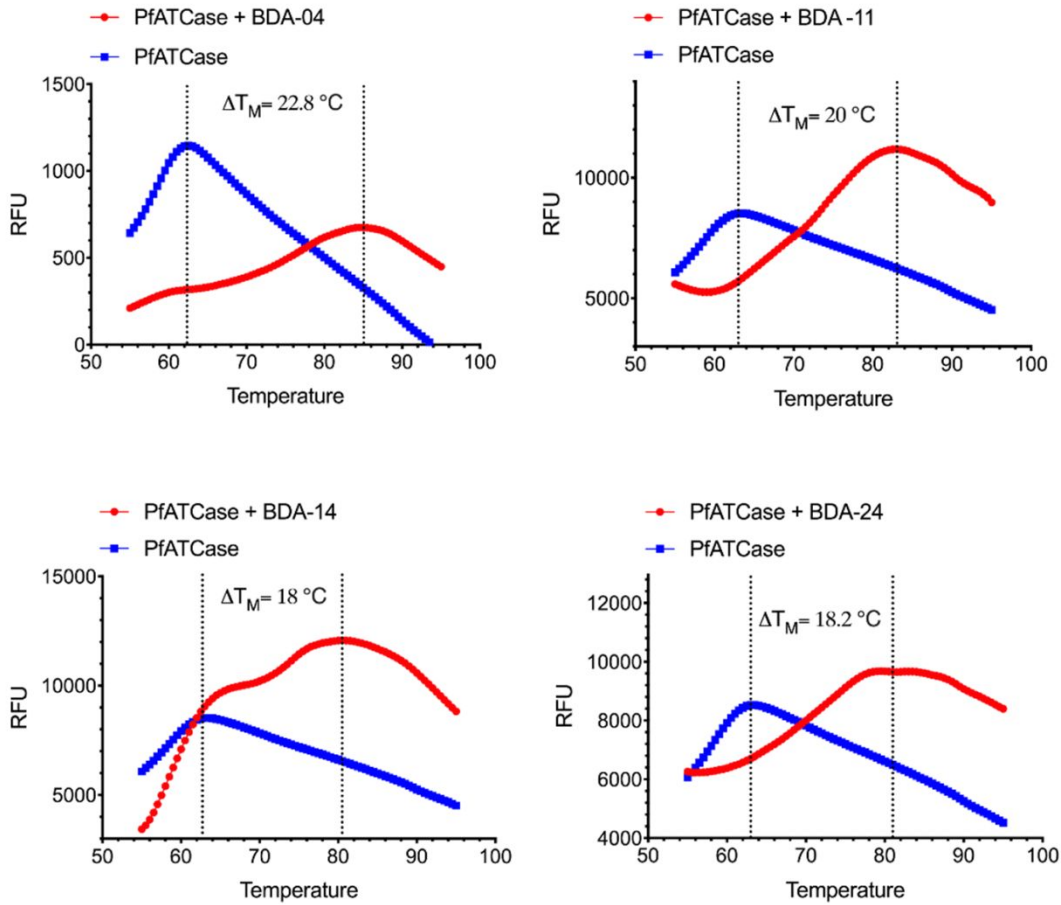 PfATCase + BDA-04
PfATCase
1500
1000
500
0
RFU
ΔTM= 22.8 °C
50 60 70 80 90 100
Temperature
PfATCase + BDA -11
PfATCase
10000
5000
RFU
ΔTM= 20 °C
50 60 70 80 90 100
Temperature
PfATCase + BDA-14
PfATCase
15000
10000
5000
RFU
ΔTM= 18 °C
50 60 70 80 90 100
Temperature
PfATCase + BDA-24
PfATCase
12000
10000
8000
6000
4000
RFU
ΔTM= 18.2 °C
50 60 70 80 90 100
Temperature